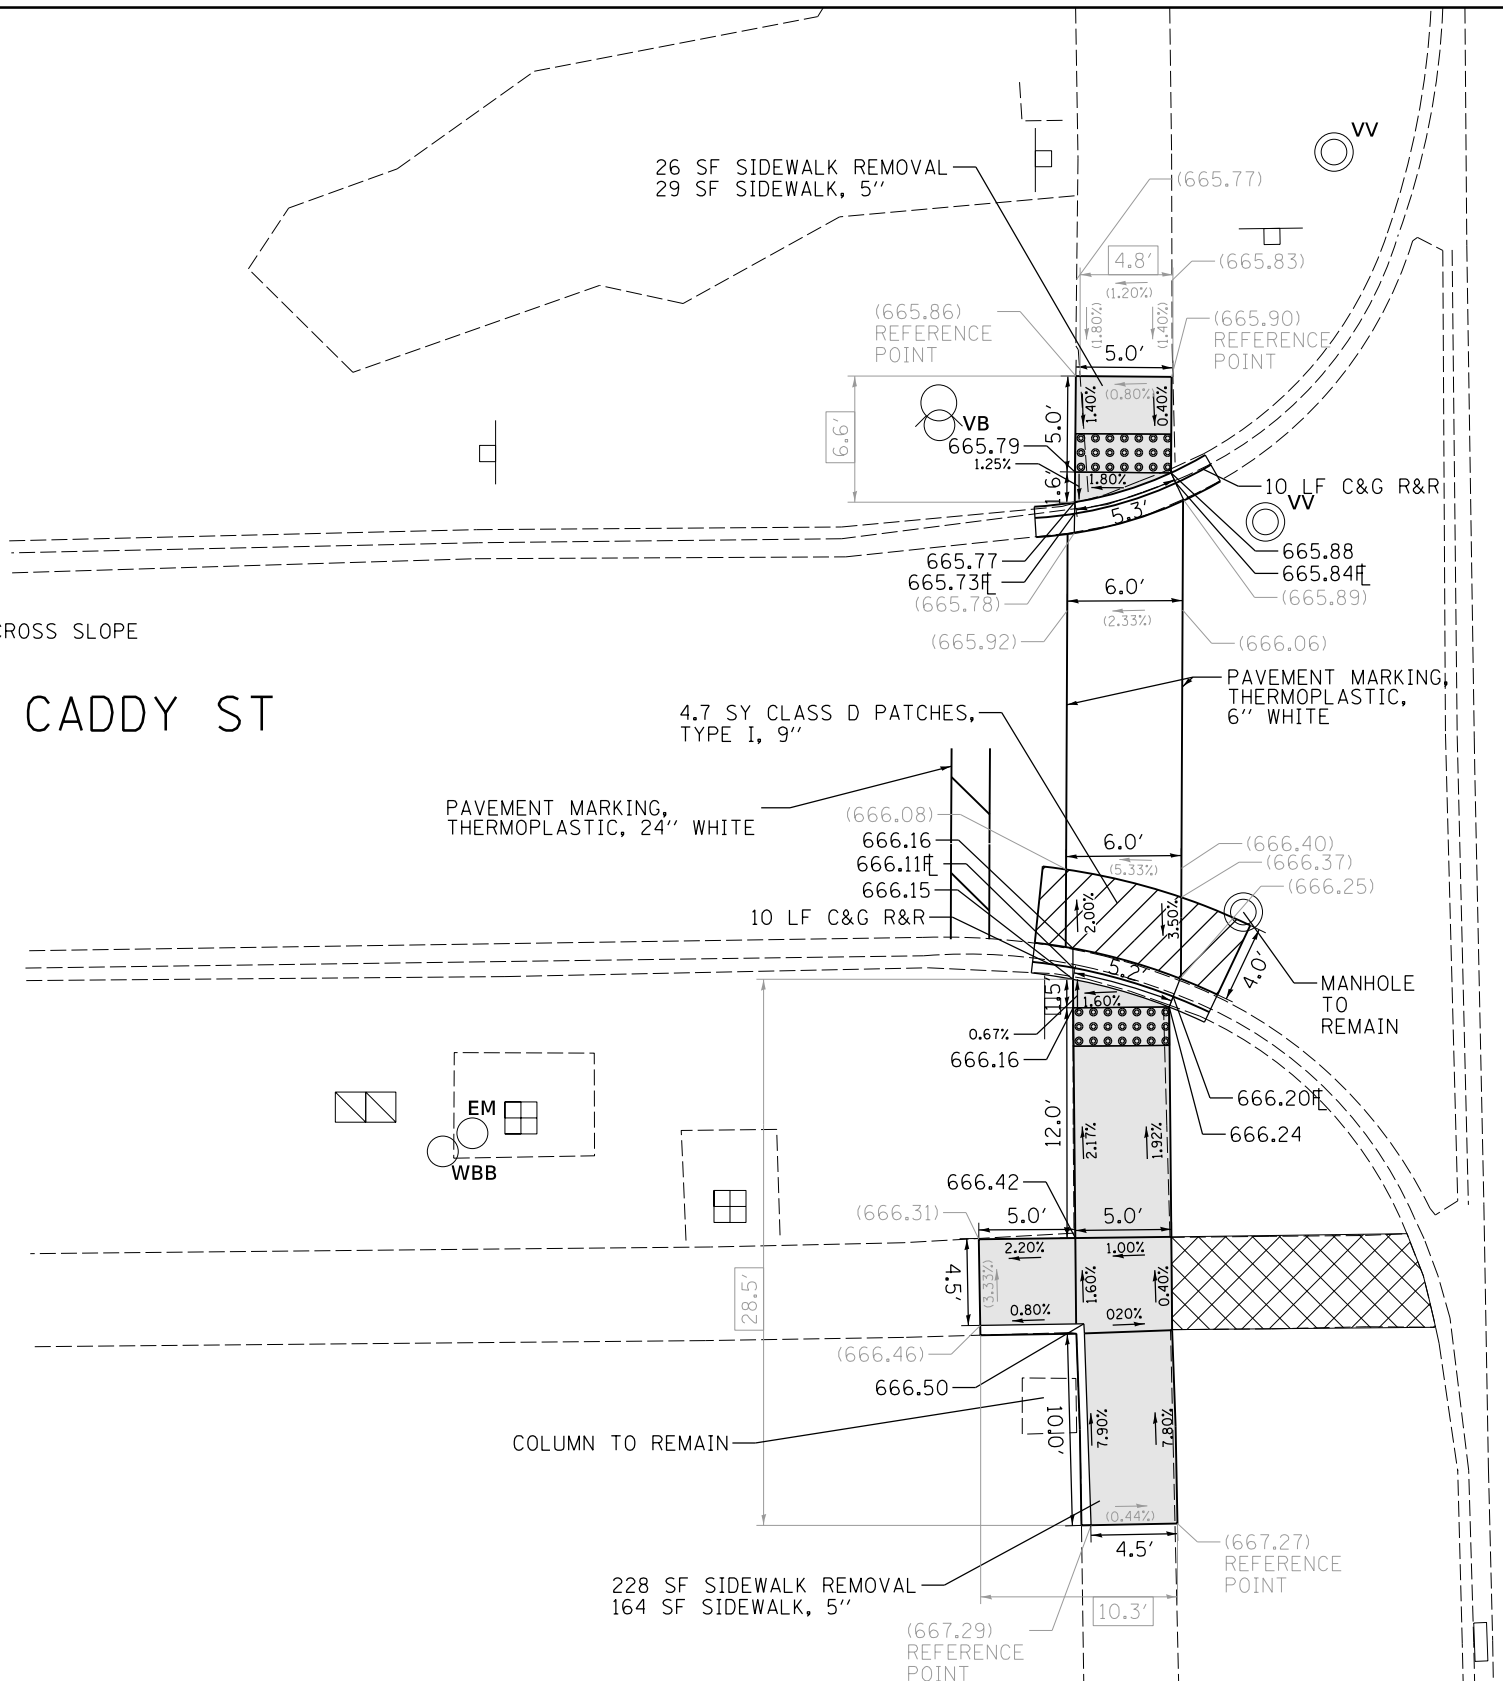 VV
26 SF SIDEWALK REMOVAL
29 SF SIDEWALK, 5"
(665.77)
4.8'
(665.83)
(1.20%)
(1.80%)
(1.40%)
(665.86)
REFERENCE
POINT
(665.90)
REFERENCE
POINT
5.0'
(0.80%)
1.40%
0.40%
5.0'
6.6'
VB
665.79
1.25%
1.80%
1.6'
5.3'
10 LF C&G R&R
VV
665.77
665.73FL
(665.78)
665.88
665.84FL
(665.89)
6.0'
(2.33%)
(665.92)
(666.06)
CROSS SLOPE
CADDY ST
PAVEMENT MARKING,
THERMOPLASTIC,
6" WHITE
4.7 SY CLASS D PATCHES,
TYPE I, 9"
PAVEMENT MARKING,
THERMOPLASTIC, 24" WHITE
(666.08)
666.16
666.11FL
666.15
10 LF C&G R&R
6.0'
(5.33%)
(666.40)
(666.37)
(666.25)
2.00%
3.50%
5.2'
4.0'
MANHOLE
TO
REMAIN
1.5'
1.60%
0.67%
666.16
666.20FL
666.24
EM
WBB
12.0'
2.17%
1.92%
666.42
(666.31)
5.0'
5.0'
2.20%
1.00%
4.5'
(3.33%)
1.60%
0.40%
0.80%
020%
28.5'
(666.46)
666.50
COLUMN TO REMAIN
10.0'
7.90%
7.80%
(0.44%)
4.5'
(667.27)
REFERENCE
POINT
228 SF SIDEWALK REMOVAL
164 SF SIDEWALK, 5"
10.3'
(667.29)
REFERENCE
POINT